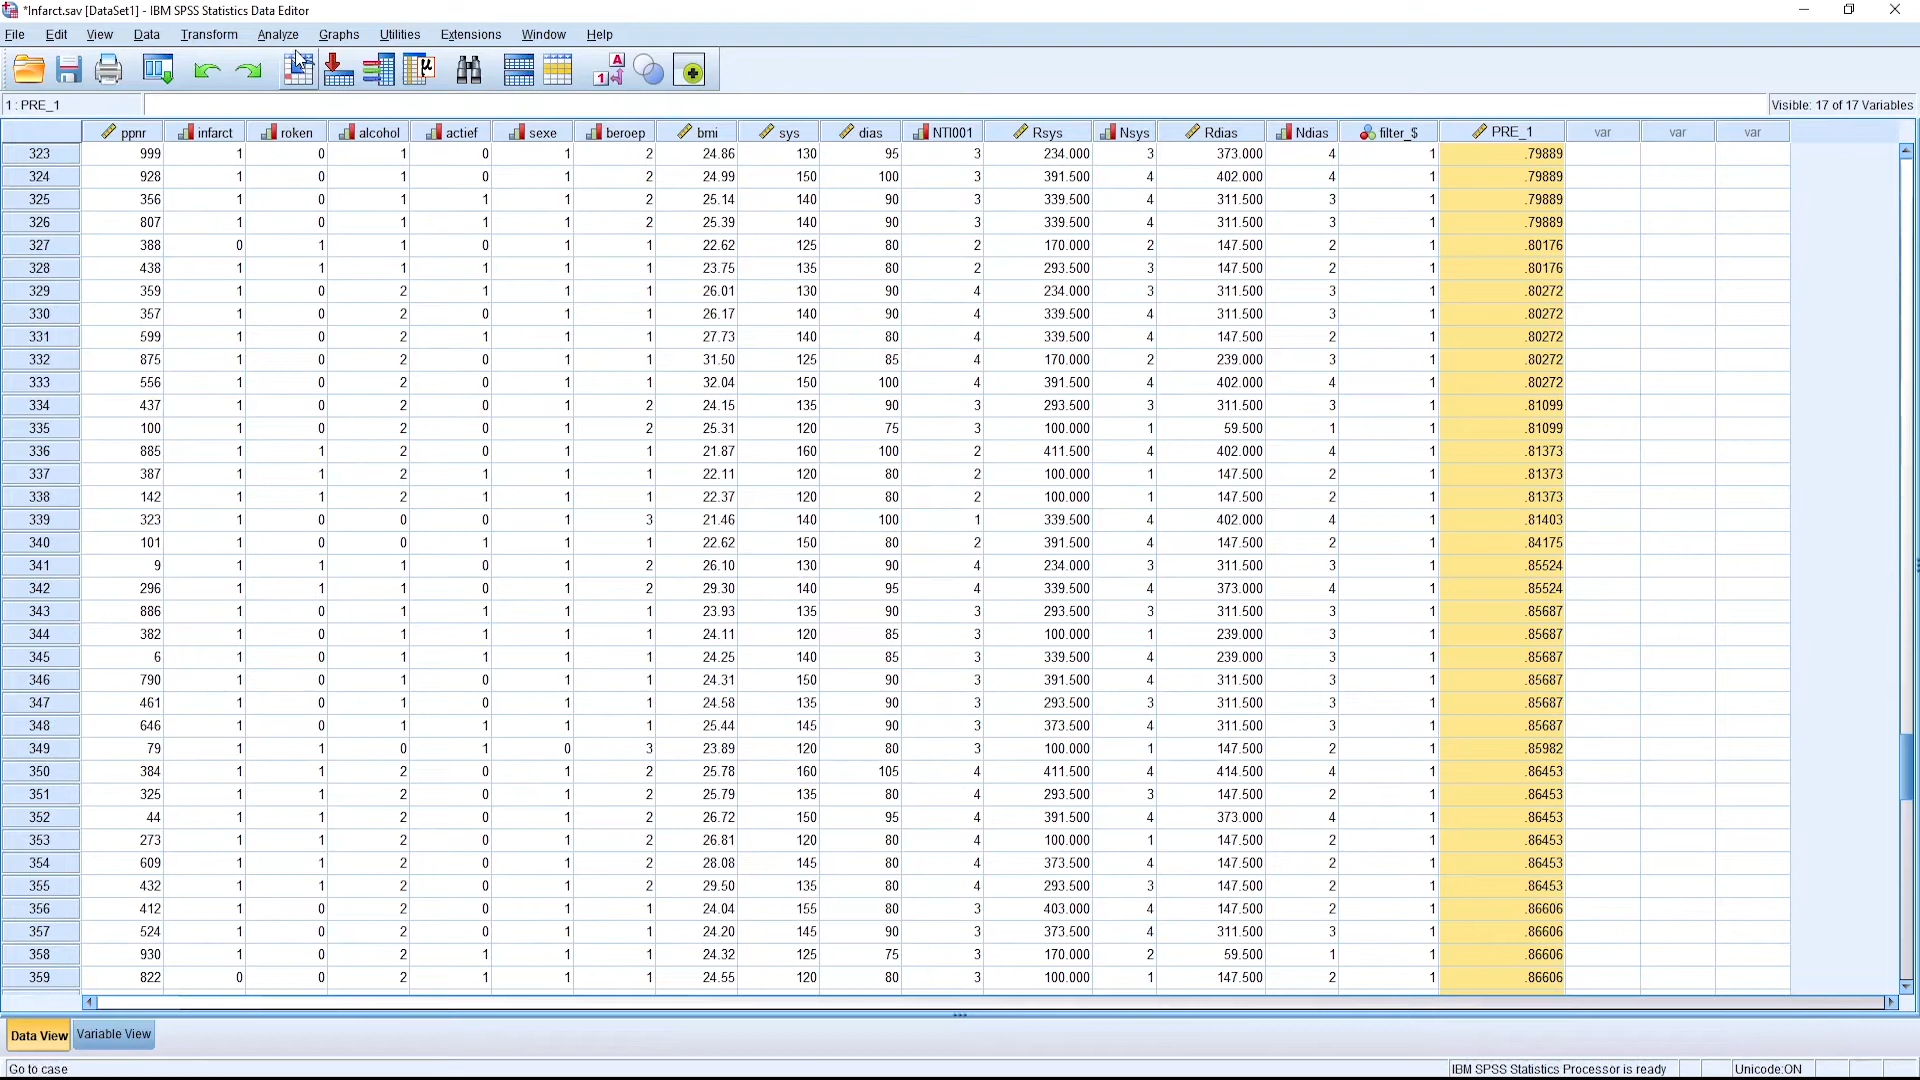 *Infarct.sav [DataSet1] - IBM SPSS Statistics Data Editor
File Edit View Data Transform Analyze Graphs Utilities Extensions Window Help
1 : PRE_1 Visible: 17 of 17 Variables
ppnr infarct roken alcohol actief sexe beroep bmi sys dias NTI001 Rsys Nsys Rdias Ndias filter_$ PRE_1 var var var
323 999 1 0 1 0 1 2 24.86 130 95 3 234.000 3 373.000 4 1 .79889
324 928 1 0 1 0 1 2 24.99 150 100 3 391.500 4 402.000 4 1 .79889
325 356 1 0 1 1 1 2 25.14 140 90 3 339.500 4 311.500 3 1 .79889
326 807 1 0 1 1 1 2 25.39 140 90 3 339.500 4 311.500 3 1 .79889
327 388 0 1 1 0 1 1 22.62 125 80 2 170.000 2 147.500 2 1 .80176
328 438 1 1 1 1 1 1 23.75 135 80 2 293.500 3 147.500 2 1 .80176
329 359 1 0 2 1 1 1 26.01 130 90 4 234.000 3 311.500 3 1 .80272
330 357 1 0 2 0 1 1 26.17 140 90 4 339.500 4 311.500 3 1 .80272
331 599 1 0 2 1 1 1 27.73 140 80 4 339.500 4 147.500 2 1 .80272
332 875 1 0 2 0 1 1 31.50 125 85 4 170.000 2 239.000 3 1 .80272
333 556 1 0 2 0 1 1 32.04 150 100 4 391.500 4 402.000 4 1 .80272
334 437 1 0 2 0 1 2 24.15 135 90 3 293.500 3 311.500 3 1 .81099
335 100 1 0 2 0 1 2 25.31 120 75 3 100.000 1 59.500 1 1 .81099
336 885 1 1 2 0 1 1 21.87 160 100 2 411.500 4 402.000 4 1 .81373
337 387 1 1 2 1 1 1 22.11 120 80 2 100.000 1 147.500 2 1 .81373
338 142 1 1 2 1 1 1 22.37 120 80 2 100.000 1 147.500 2 1 .81373
339 323 1 0 0 0 1 3 21.46 140 100 1 339.500 4 402.000 4 1 .81403
340 101 1 0 0 1 1 1 22.62 150 80 2 391.500 4 147.500 2 1 .84175
341 9 1 1 1 0 1 2 26.10 130 90 4 234.000 3 311.500 3 1 .85524
342 296 1 1 1 0 1 2 29.30 140 95 4 339.500 4 373.000 4 1 .85524
343 886 1 0 1 1 1 1 23.93 135 90 3 293.500 3 311.500 3 1 .85687
344 382 1 0 1 1 1 1 24.11 120 85 3 100.000 1 239.000 3 1 .85687
345 6 1 0 1 1 1 1 24.25 140 85 3 339.500 4 239.000 3 1 .85687
346 790 1 0 1 1 1 1 24.31 150 90 3 391.500 4 311.500 3 1 .85687
347 461 1 0 1 0 1 1 24.58 135 90 3 293.500 3 311.500 3 1 .85687
348 646 1 0 1 1 1 1 25.44 145 90 3 373.500 4 311.500 3 1 .85687
349 79 1 1 0 1 0 3 23.89 120 80 3 100.000 1 147.500 2 1 .85982
350 384 1 1 2 0 1 2 25.78 160 105 4 411.500 4 414.500 4 1 .86453
351 325 1 1 2 0 1 2 25.79 135 80 4 293.500 3 147.500 2 1 .86453
352 44 1 1 2 0 1 2 26.72 150 95 4 391.500 4 373.000 4 1 .86453
353 273 1 1 2 0 1 2 26.81 120 80 4 100.000 1 147.500 2 1 .86453
354 609 1 1 2 0 1 2 28.08 145 80 4 373.500 4 147.500 2 1 .86453
355 432 1 1 2 0 1 2 29.50 135 80 4 293.500 3 147.500 2 1 .86453
356 412 1 0 2 0 1 1 24.04 155 80 3 403.000 4 147.500 2 1 .86606
357 524 1 0 2 0 1 1 24.20 145 90 3 373.500 4 311.500 3 1 .86606
358 930 1 0 2 1 1 1 24.32 125 75 3 170.000 2 59.500 1 1 .86606
359 822 0 0 2 1 1 1 24.55 120 80 3 100.000 1 147.500 2 1 .86606
Data View Variable View
Go to case IBM SPSS Statistics Processor is ready Unicode:ON